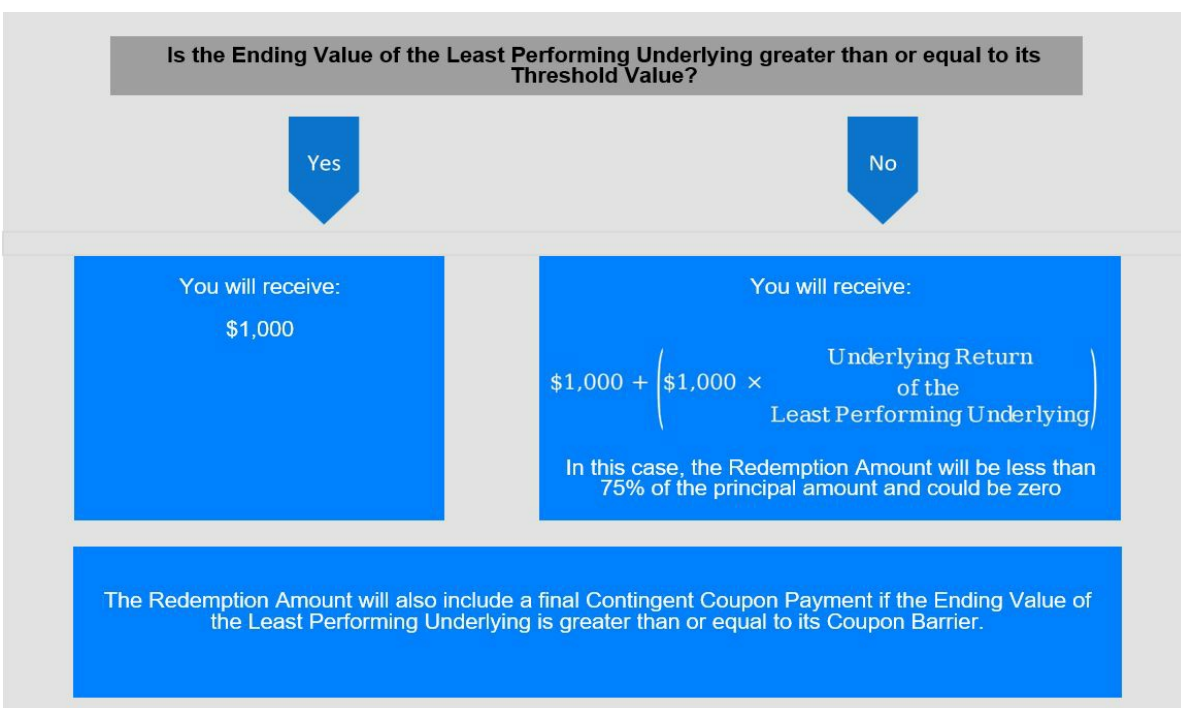 Is the Ending Value of the Least Performing Underlying greater than or equal to its
Threshold Value?
Yes
No
You will receive:
$1,000
You will receive:
$1,000 + ($1,000 × Underlying Return
of the
Least Performing Underlying)
In this case, the Redemption Amount will be less than
75% of the principal amount and could be zero
The Redemption Amount will also include a final Contingent Coupon Payment if the Ending Value of
the Least Performing Underlying is greater than or equal to its Coupon Barrier.